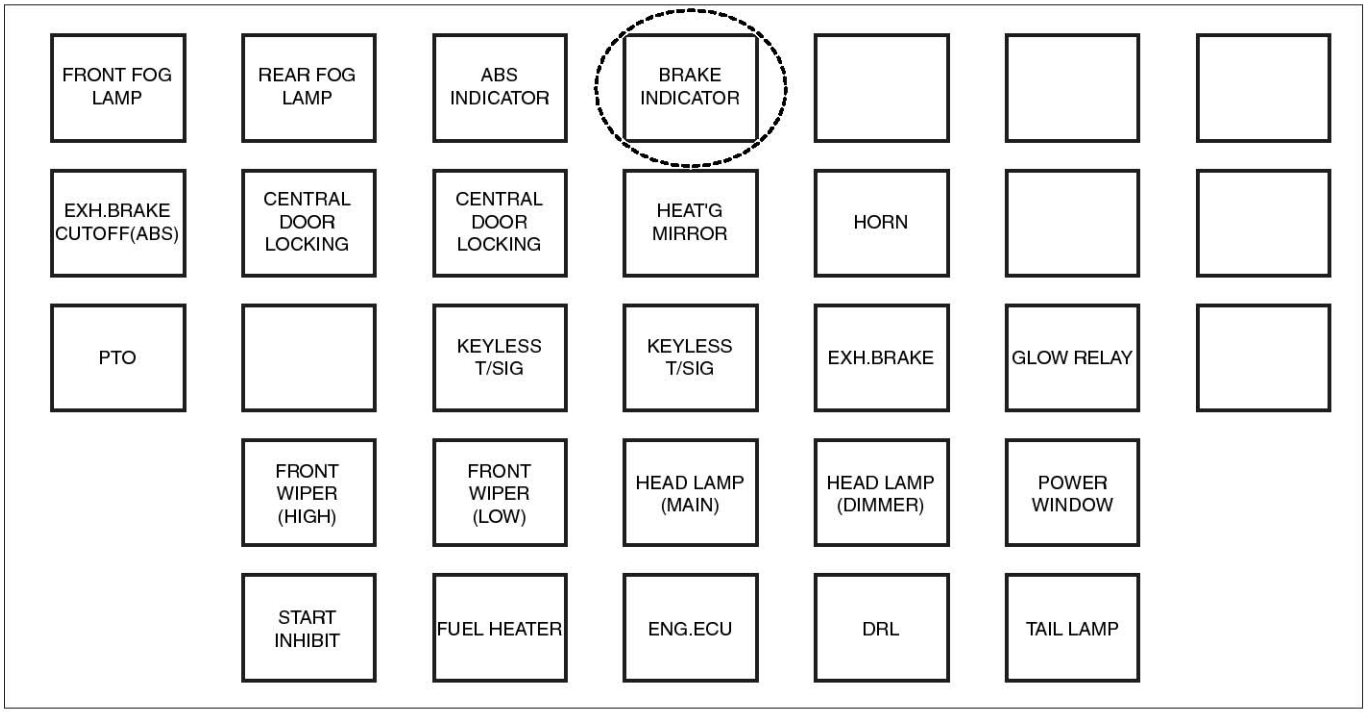 FRONT FOG
LAMP
REAR FOG
LAMP
ABS
INDICATOR
BRAKE
INDICATOR
EXH.BRAKE
CUTOFF(ABS)
CENTRAL
DOOR
LOCKING
CENTRAL
DOOR
LOCKING
HEAT'G
MIRROR
HORN
PTO
KEYLESS
T/SIG
KEYLESS
T/SIG
EXH.BRAKE
GLOW RELAY
FRONT
WIPER
(HIGH)
FRONT
WIPER
(LOW)
HEAD LAMP
(MAIN)
HEAD LAMP
(DIMMER)
POWER
WINDOW
START
INHIBIT
FUEL HEATER
ENG.ECU
DRL
TAIL LAMP